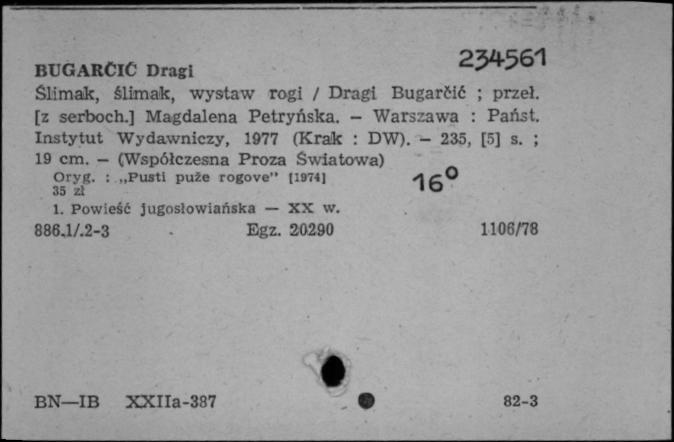 234561
BUGARČIĆ Dragi
Ślimak, ślimak, wystaw rogi / Dragi Bugarčić ; przeł.
[z serboch.] Magdalena Petryńska. — Warszawa : Państ.
Instytut Wydawniczy, 1977 (Krak : DW). — 235, [5] s. ;
19 cm. — (Współczesna Proza Światowa)
Oryg. : „Pusti puže rogove" [1974]
35 zł
16°
1. Powieść jugosłowiańska — XX w.
886.1/.2-3 Egz. 20290 1106/78
BN—IB XXIIa-387 82-3